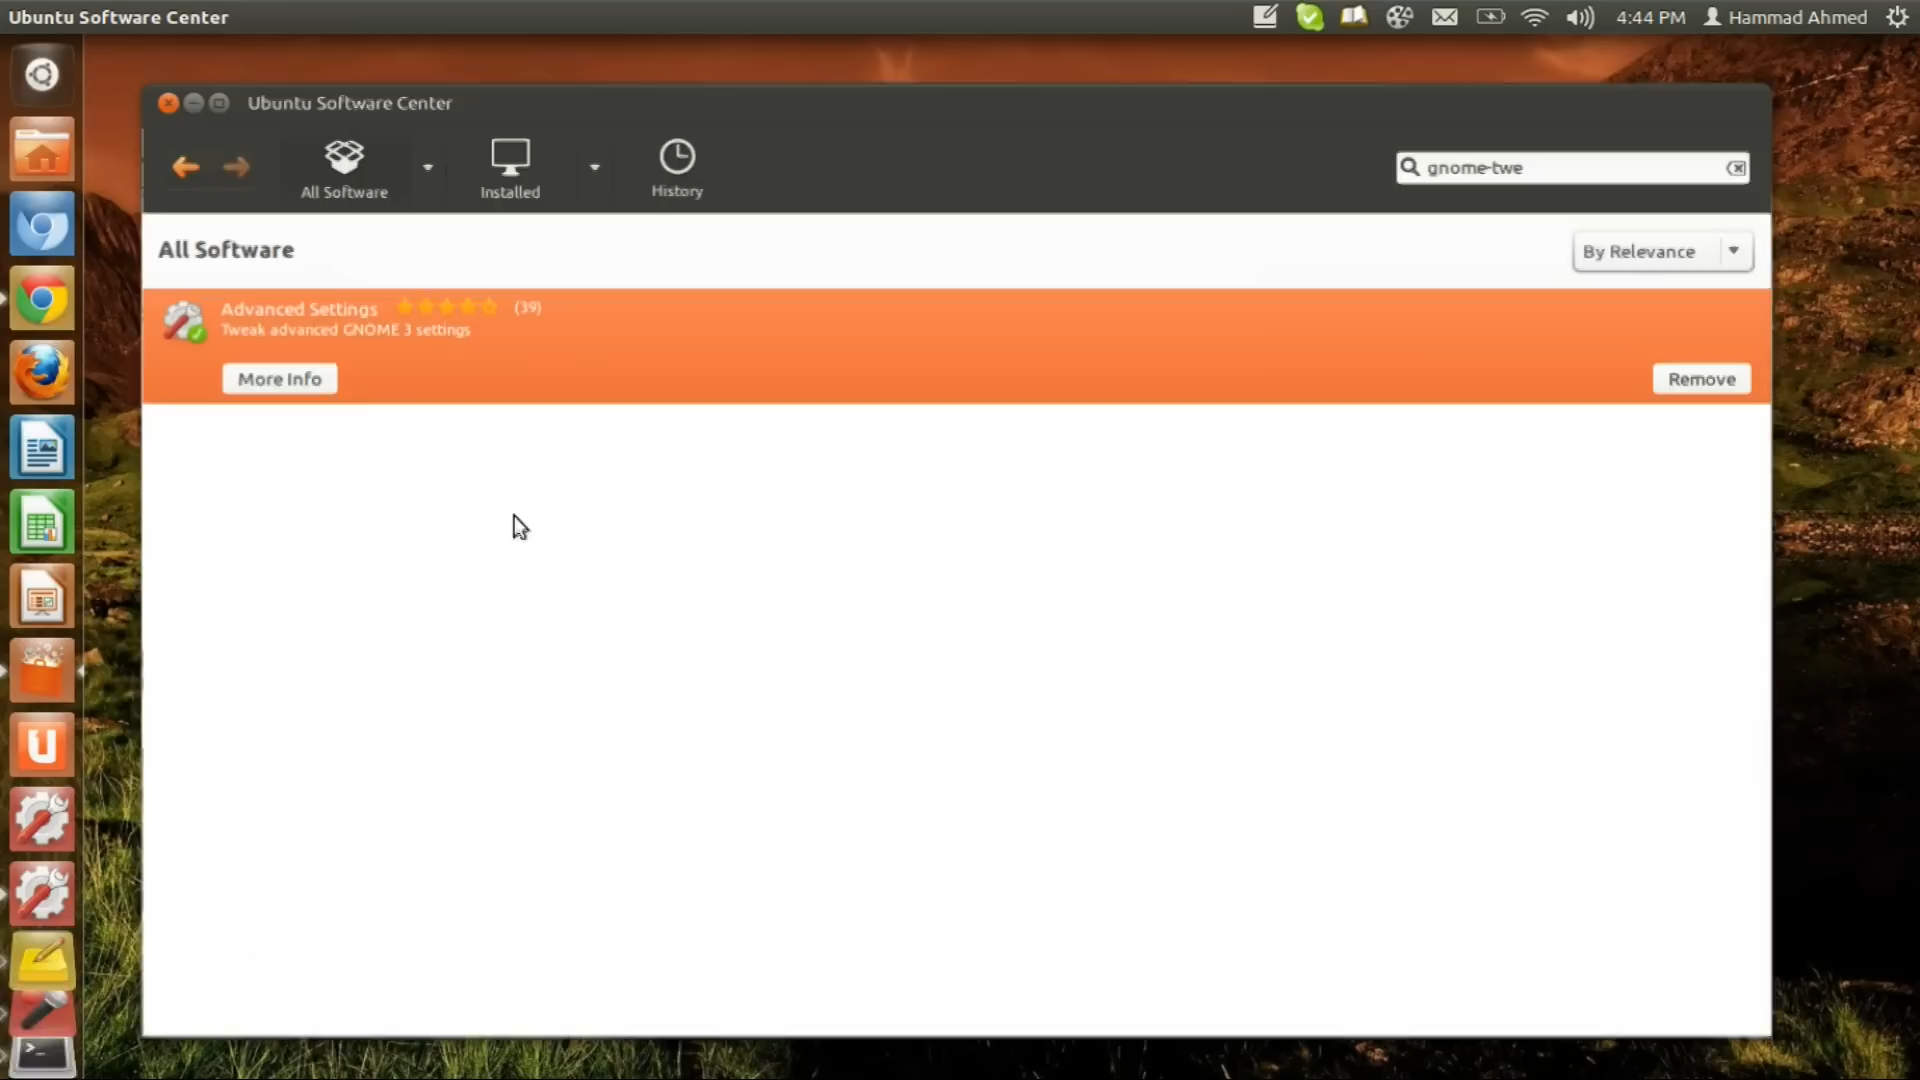 Ubuntu Software Center
4:44 PM
Hammad Ahmed
Ubuntu Software Center
All Software
Installed
History
gnome-twe
All Software
By Relevance
Advanced Settings (39)
Tweak advanced GNOME 3 settings
More Info
Remove
U
>_